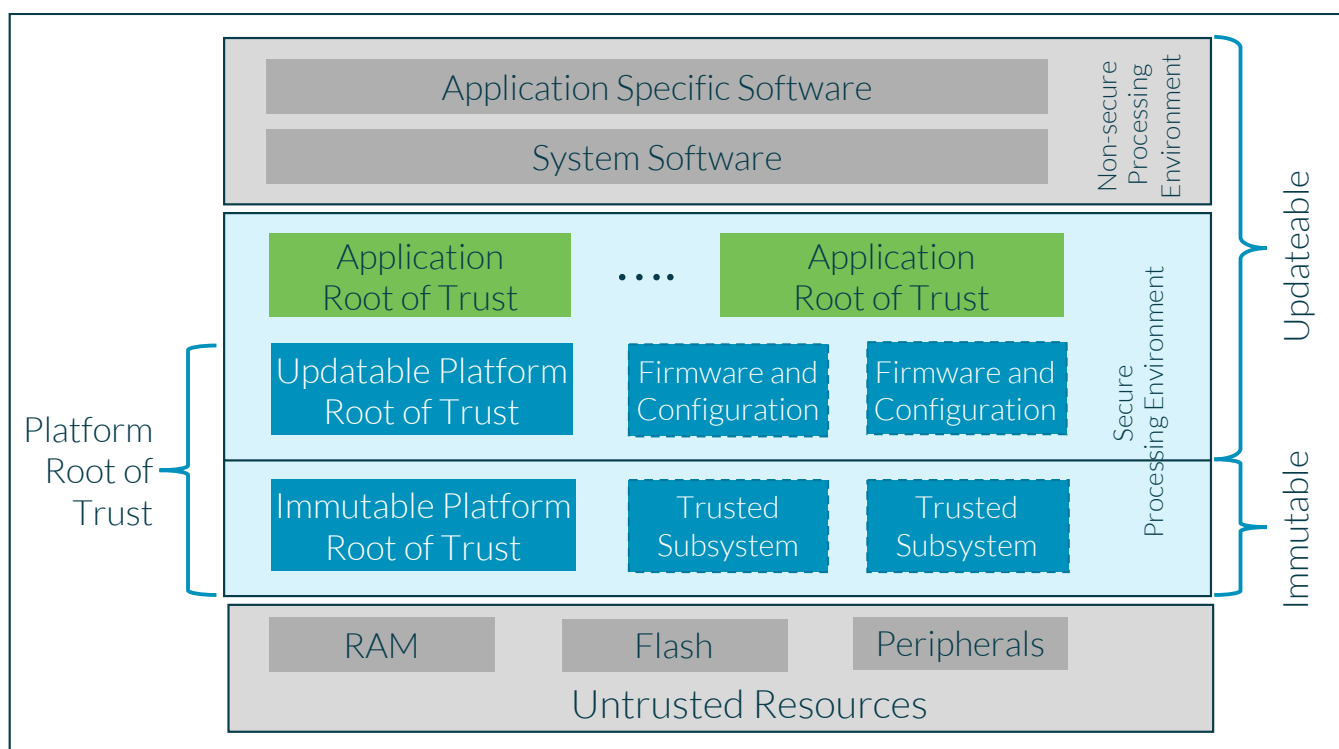 Application Specific Software
System Software
Non-secure
Processing
Environment
Application
Root of Trust
....
Application
Root of Trust
Updatable Platform
Root of Trust
Firmware and
Configuration
Firmware and
Configuration
Secure
Processing Environment
Updateable
Platform
Root of
Trust
Immutable Platform
Root of Trust
Trusted
Subsystem
Trusted
Subsystem
Immutable
RAM
Flash
Peripherals
Untrusted Resources